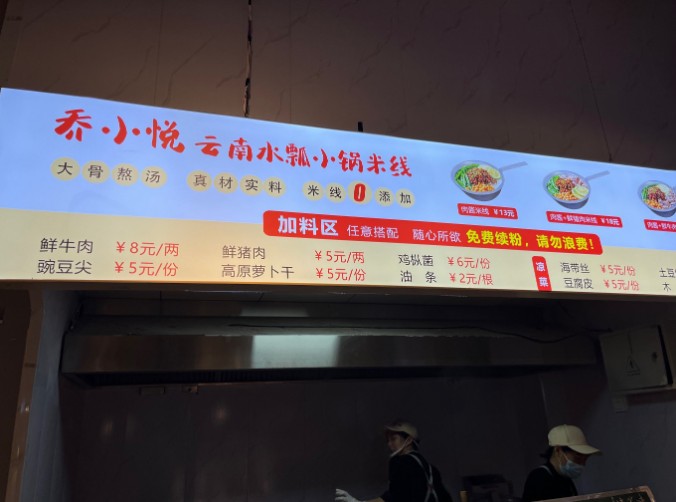 乔·小悦 云南水瓢小锅米线
大骨熬汤 真材实料 米线0添加
肉酱米线 ¥13元
肉酱+鲜猪肉米线 ¥18元
加料区 任意搭配 随心所欲 免费续粉，请勿浪费！
鲜牛肉 ¥8元/两 鲜猪肉 ¥5元/两 鸡枞菌 ¥6元/份
豌豆尖 ¥5元/份 高原萝卜干 ¥5元/份 油条 ¥2元/根
凉菜 海带丝 ¥5元/份 土豆
豆腐皮 ¥5元/份 木